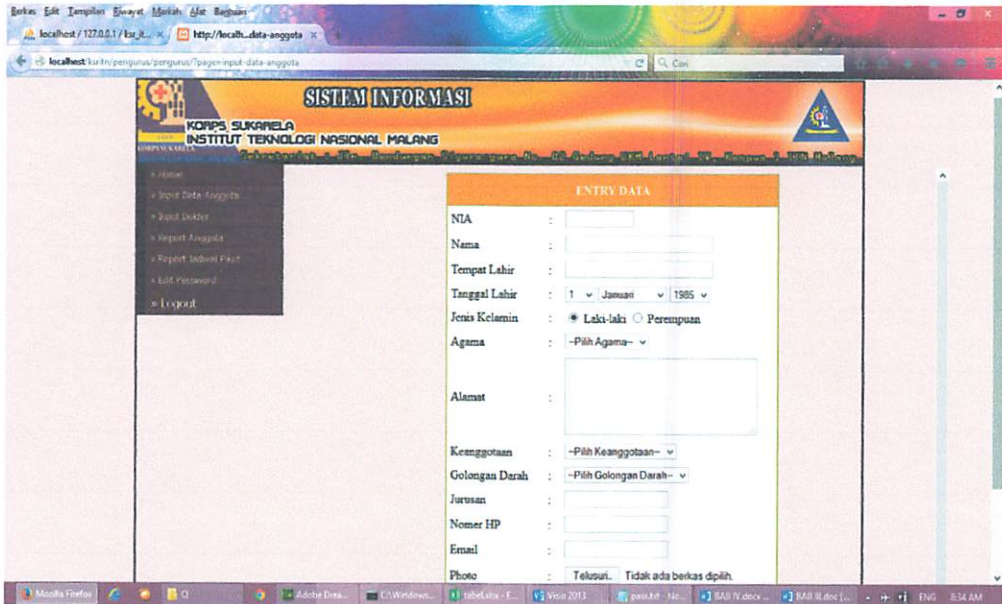 Berkas Edit Tampilan Riwayat Markah Alat Bantuan
localhost / 127.0.0.1 / ksr_it... ×
http://localh...data-anggota ×
localhost/ksritn/pengurus/pengurus/?page=input-data-anggota
Cari
SISTEM INFORMASI
KORPS SUKARELA
INSTITUT TEKNOLOGI NASIONAL MALANG
» Home
» Input Data Anggota
» Input Dokter
» Report Anggota
» Report Jadwal Piket
» Edit Password
» Logout
ENTRY DATA
NIA :
Nama :
Tempat Lahir :
Tanggal Lahir : 1 Januari 1985
Jenis Kelamin : Laki-laki Perempuan
Agama : --Pilih Agama--
Alamat :
Keanggotaan : --Pilih Keanggotaan--
Golongan Darah : --Pilih Golongan Darah--
Jurusan :
Nomer HP :
Email :
Photo : Telusuri.. Tidak ada berkas dipilih.
Mozilla Firefox
Adobe Drea...
C:\Windows...
tabel.xlsx - E...
Visio 2013
BAB IV.docx ...
BAB III.doc [...
ENG 8:34 AM